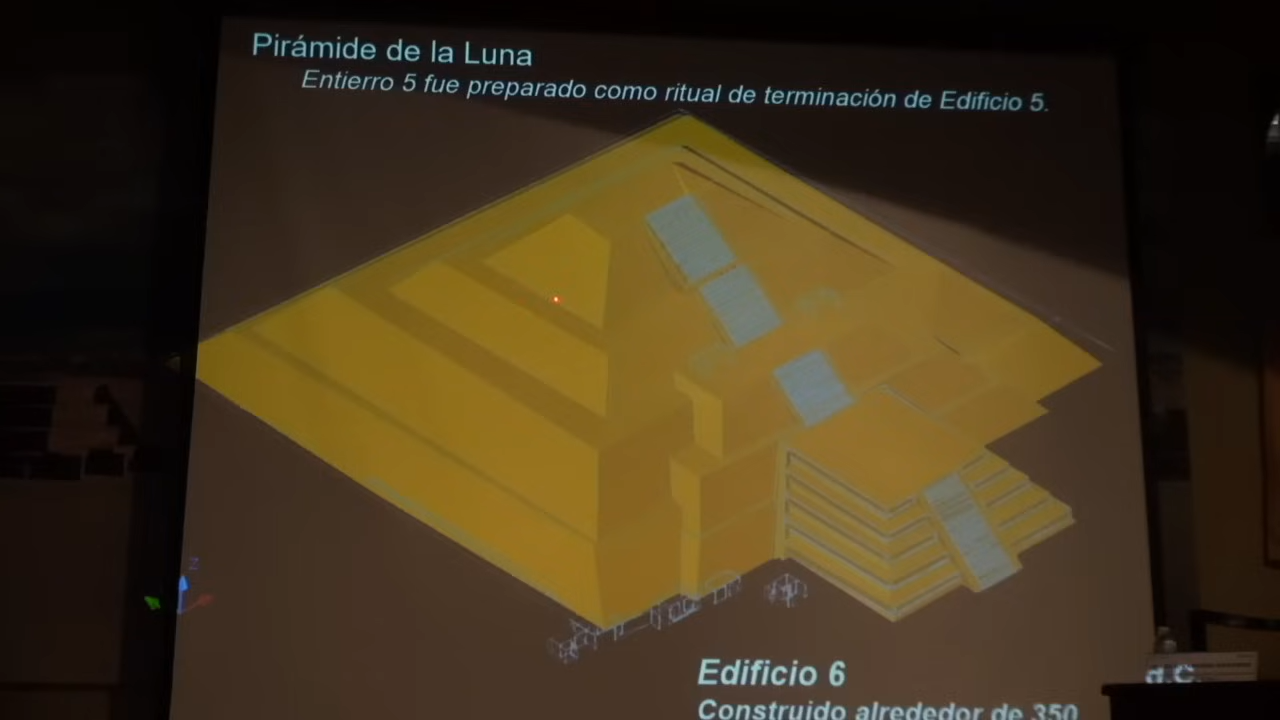 Pirámide de la Luna
Entierro 5 fue preparado como ritual de terminación de Edificio 5.
z
Edificio 6
Construido alrededor de 350 d.C.